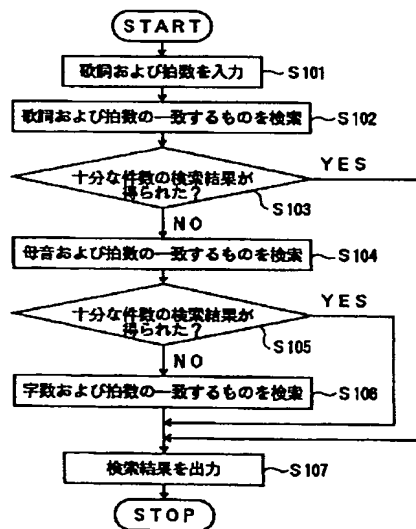 START
歌詞および拍数を入力
S101
歌詞および拍数の一致するものを検索
S102
十分な件数の検索結果が
得られた?
YES
S103
NO
母音および拍数の一致するものを検索
S104
十分な件数の検索結果が
得られた?
YES
S105
NO
字数および拍数の一致するものを検索
S106
検索結果を出力
S107
STOP